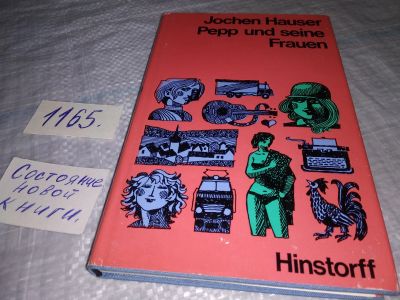 Jochen Hauser
Pepp und seine
Frauen
1165.
Состояние
новой
книги.
Hinstorff